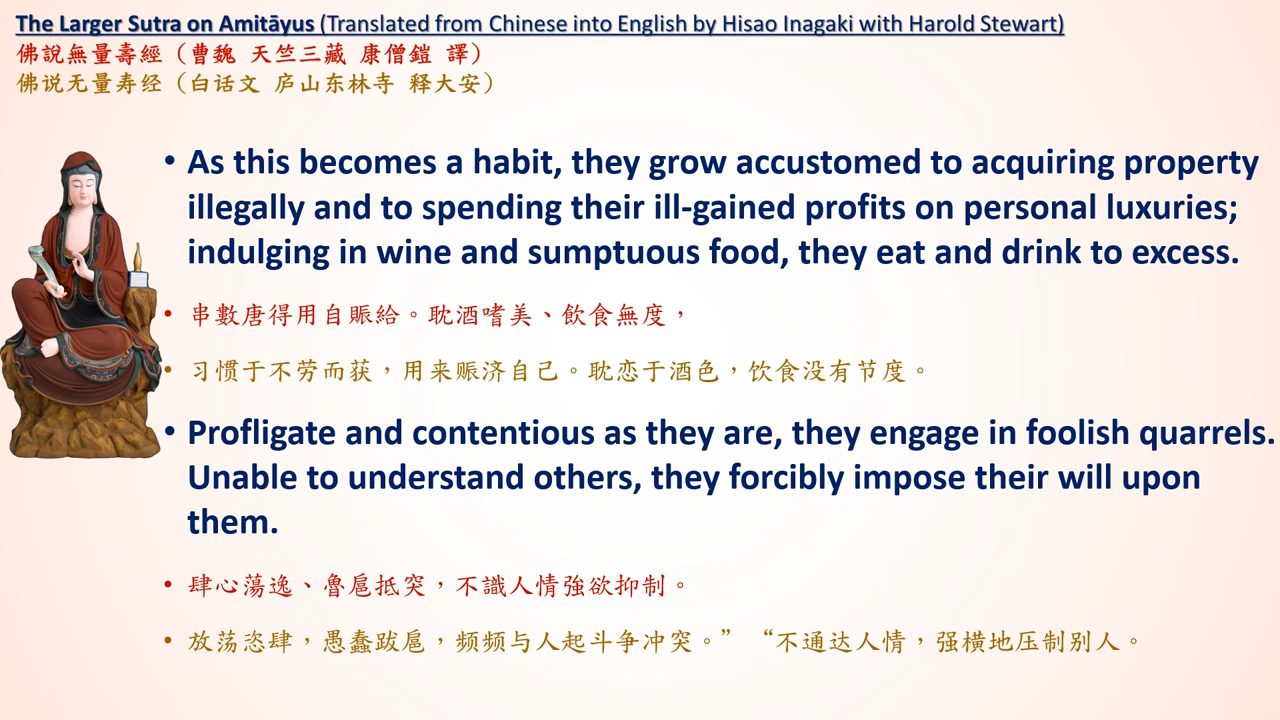 The Larger Sutra on Amitāyus (Translated from Chinese into English by Hisao Inagaki with Harold Stewart)
佛說無量壽經（曹魏 天竺三藏 康僧鎧 譯）
佛说无量寿经（白话文 庐山东林寺 释大安）
• As this becomes a habit, they grow accustomed to acquiring property
illegally and to spending their ill-gained profits on personal luxuries;
indulging in wine and sumptuous food, they eat and drink to excess.
• 串數唐得用自賑給。耽酒嗜美、飲食無度，
• 习惯于不劳而获，用来赈济自己。耽恋于酒色，饮食没有节度。
• Profligate and contentious as they are, they engage in foolish quarrels.
Unable to understand others, they forcibly impose their will upon
them.
• 肆心蕩逸、魯扈抵突，不識人情強欲抑制。
• 放荡恣肆，愚蠢跋扈，频频与人起斗争冲突。” “不通达人情，强横地压制别人。